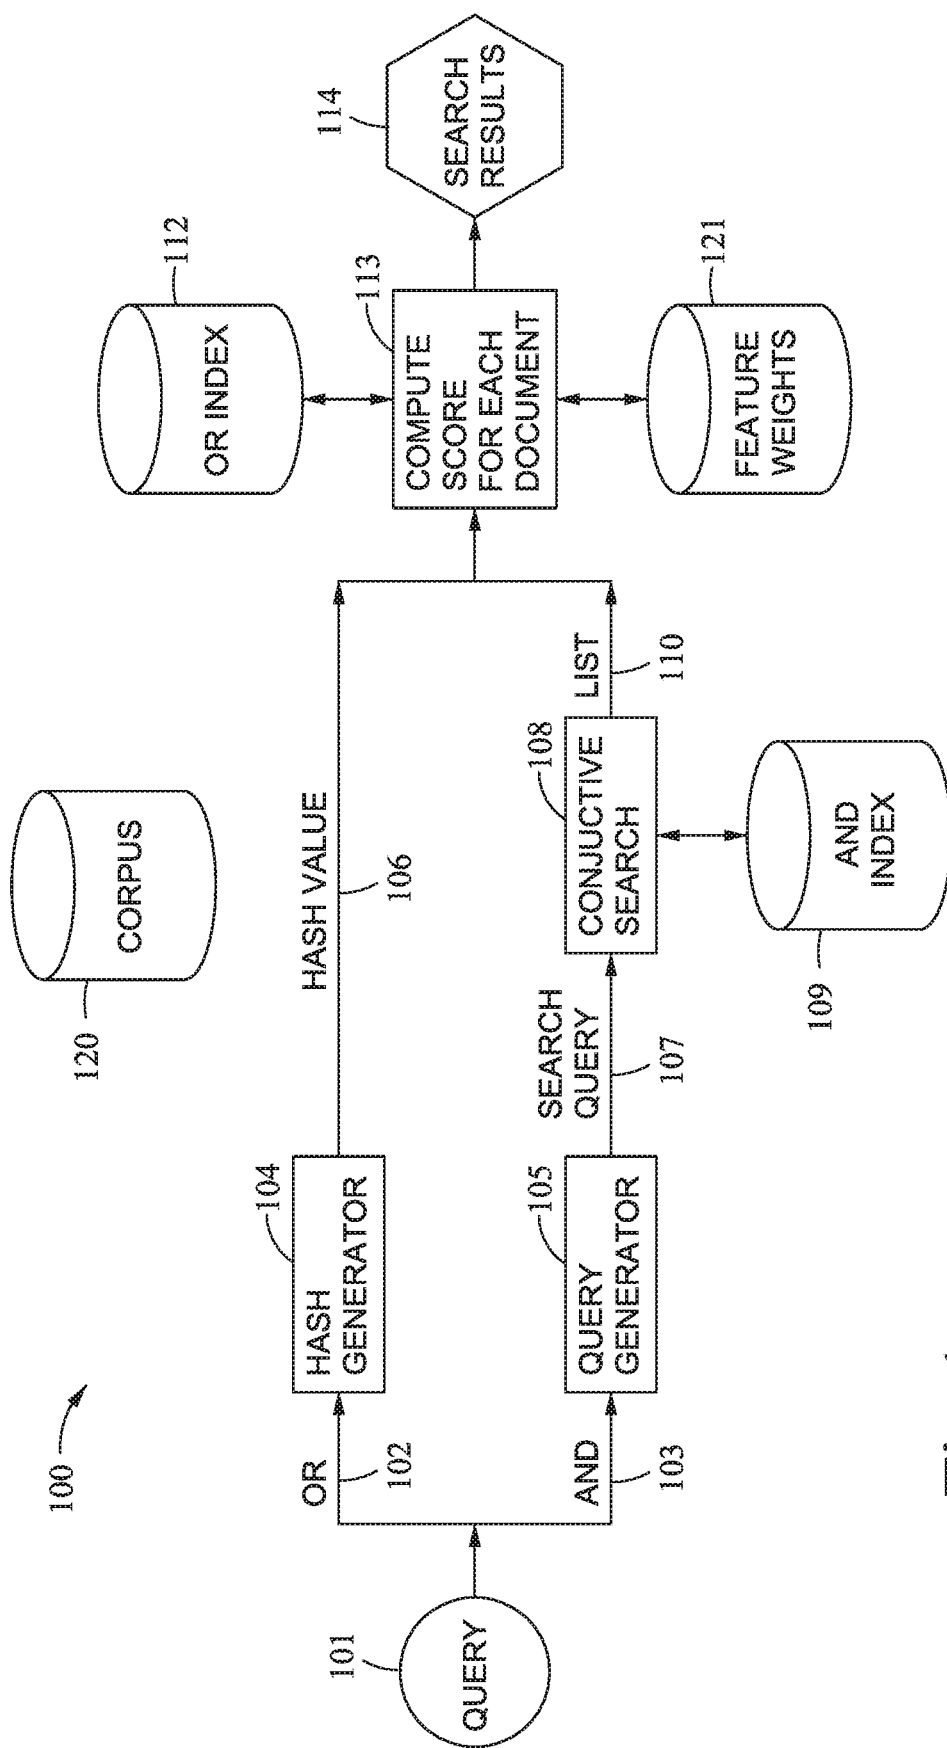 100
120
CORPUS
101
QUERY
OR
102
AND
103
104
HASH
GENERATOR
105
QUERY
GENERATOR
HASH VALUE
106
SEARCH
QUERY
107
108
CONJUCTIVE
SEARCH
109
AND
INDEX
LIST
110
112
OR INDEX
113
COMPUTE
SCORE
FOR EACH
DOCUMENT
121
FEATURE
WEIGHTS
114
SEARCH
RESULTS